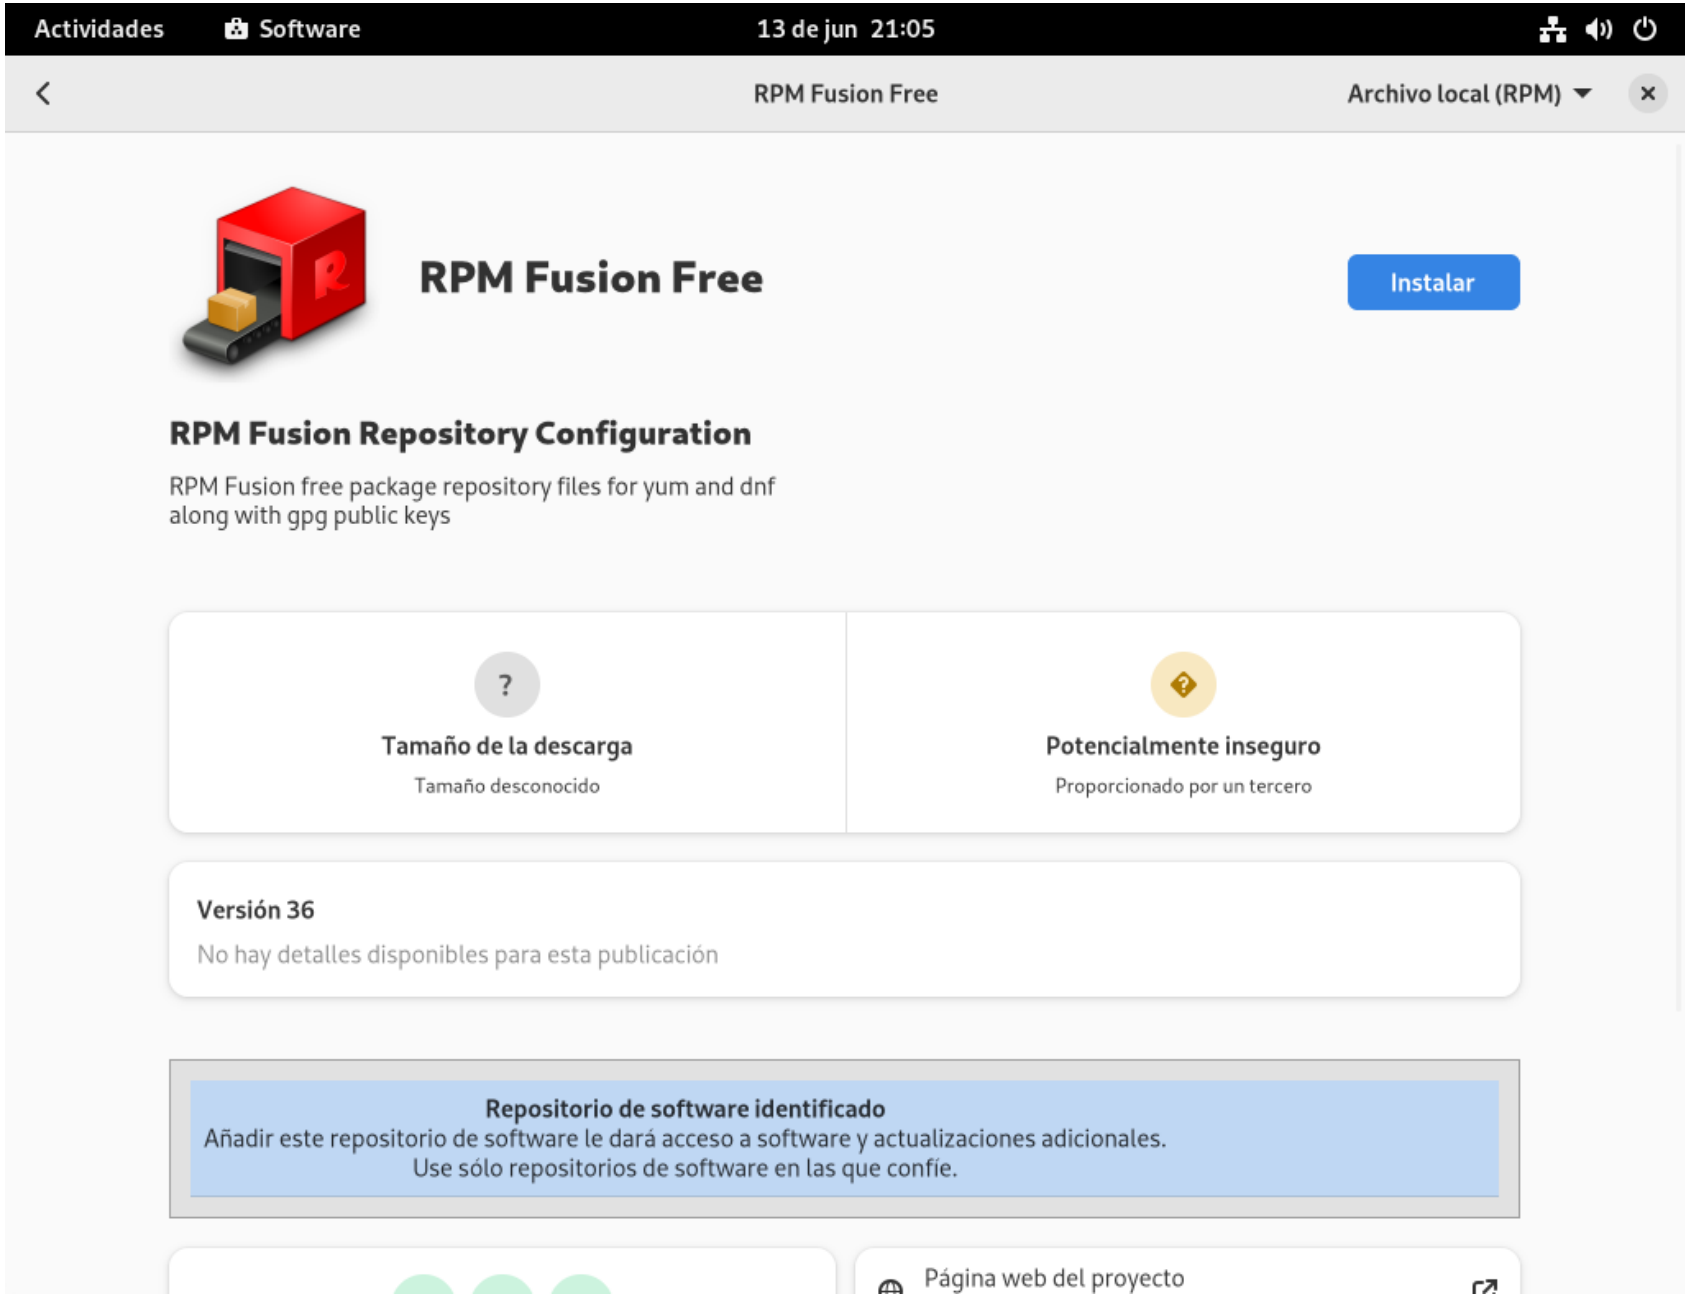 Actividades
Software
13 de jun 21:05
RPM Fusion Free
Archivo local (RPM)
R
RPM Fusion Free
Instalar
RPM Fusion Repository Configuration
RPM Fusion free package repository files for yum and dnf
along with gpg public keys
?
Tamaño de la descarga
Tamaño desconocido
?
Potencialmente inseguro
Proporcionado por un tercero
Versión 36
No hay detalles disponibles para esta publicación
Repositorio de software identificado
Añadir este repositorio de software le dará acceso a software y actualizaciones adicionales.
Use sólo repositorios de software en las que confíe.
Página web del proyecto